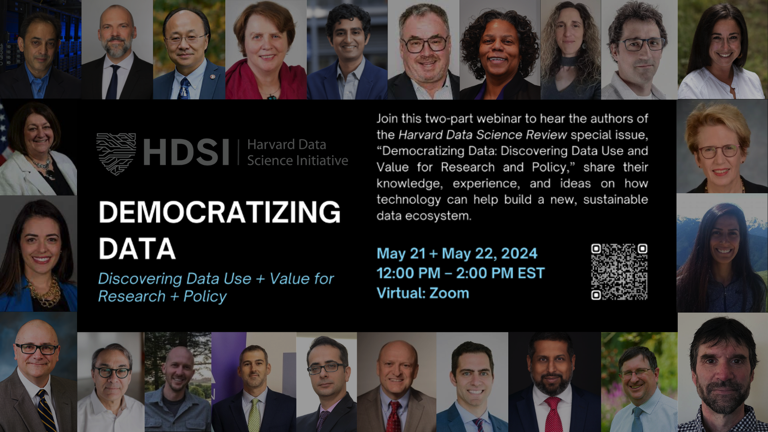 HDSI
Harvard Data
Science Initiative
DEMOCRATIZING
DATA
Discovering Data Use + Value for
Research + Policy
Join this two-part webinar to hear the authors of
the Harvard Data Science Review special issue,
“Democratizing Data: Discovering Data Use and
Value for Research and Policy,” share their
knowledge, experience, and ideas on how
technology can help build a new, sustainable
data ecosystem.
May 21 + May 22, 2024
12:00 PM – 2:00 PM EST
Virtual: Zoom